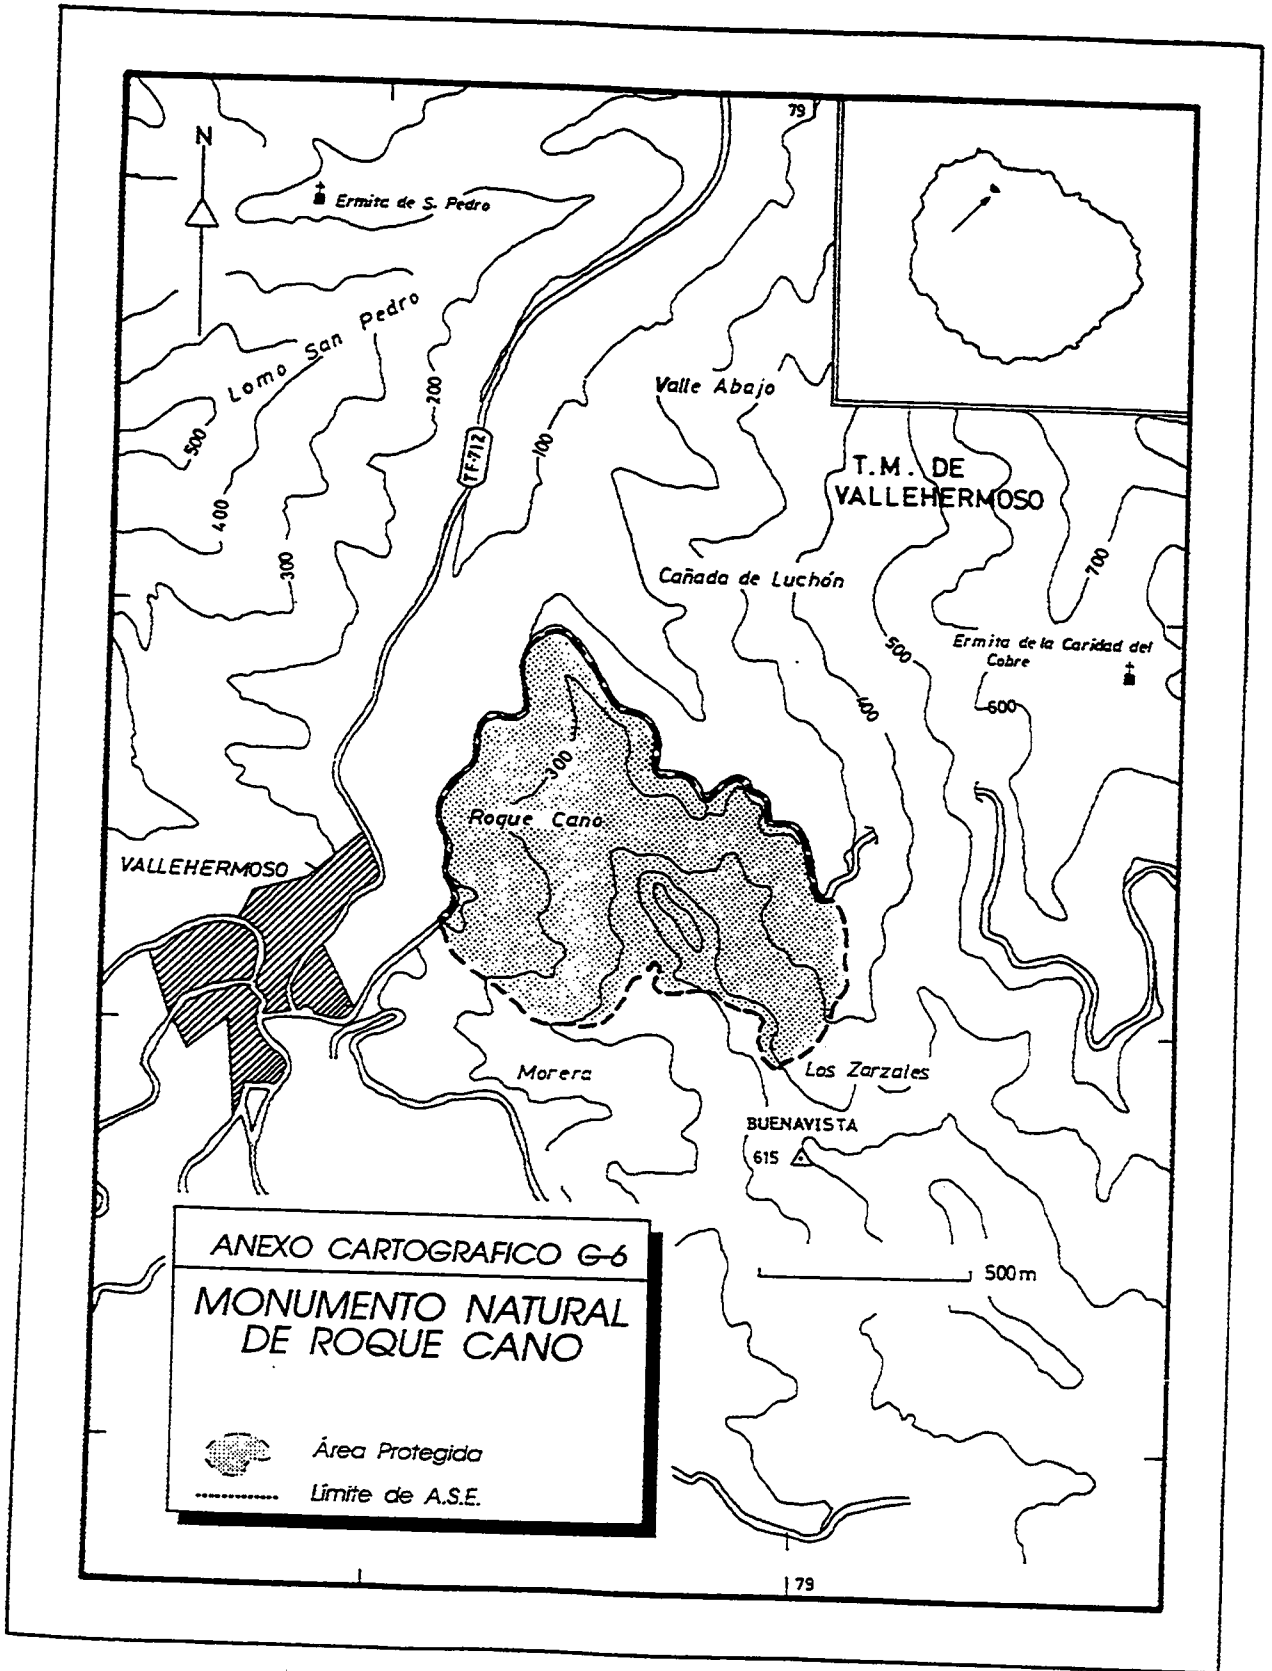 79
N
Ermita de S. Pedro
Lomo San Pedro
200
Valle Abajo
500
TF-712
100
T.M. DE
VALLEHERMOSO
400
300
700
Cañada de Luchón
500
Ermita de la Caridad del
Cobre
400
600
300
Roque Cano
VALLEHERMOSO
Morera
Los Zarzales
BUENAVISTA
615
ANEXO CARTOGRAFICO G-6
500m
MONUMENTO NATURAL
DE ROQUE CANO
Área Protegida
Límite de A.S.E.
79